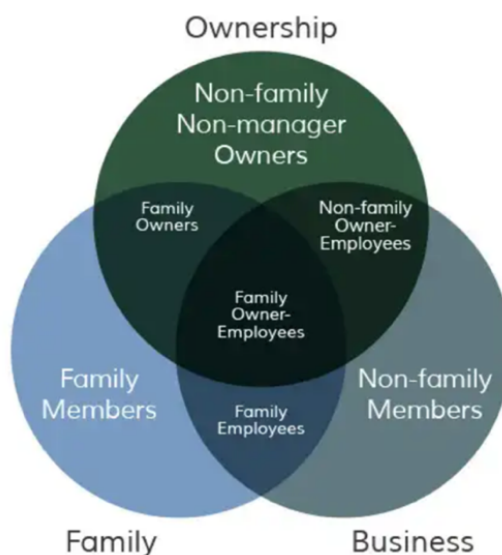 Ownership
Non-family
Non-manager
Owners
Family
Owners
Non-family
Owner-
Employees
Family
Owner-
Employees
Family
Members
Non-family
Members
Family
Employees
Family
Business